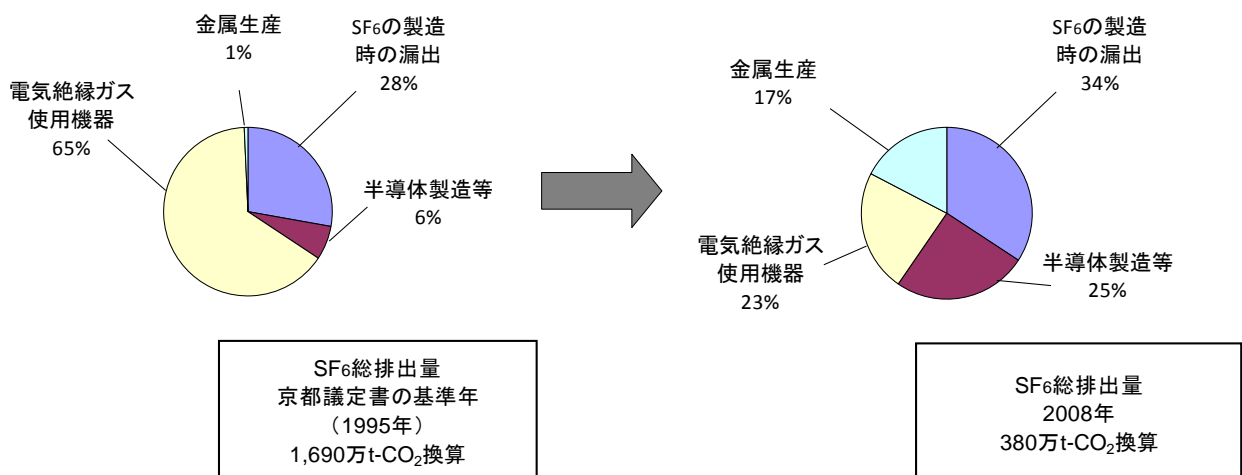 金属生産
1%
SF6の製造
時の漏出
28%
電気絶縁ガス
使用機器
65%
半導体製造等
6%
SF6総排出量
京都議定書の基準年
（1995年）
1,690万t-CO2換算
SF6の製造
時の漏出
34%
金属生産
17%
電気絶縁ガス
使用機器
23%
半導体製造等
25%
SF6総排出量
2008年
380万t-CO2換算